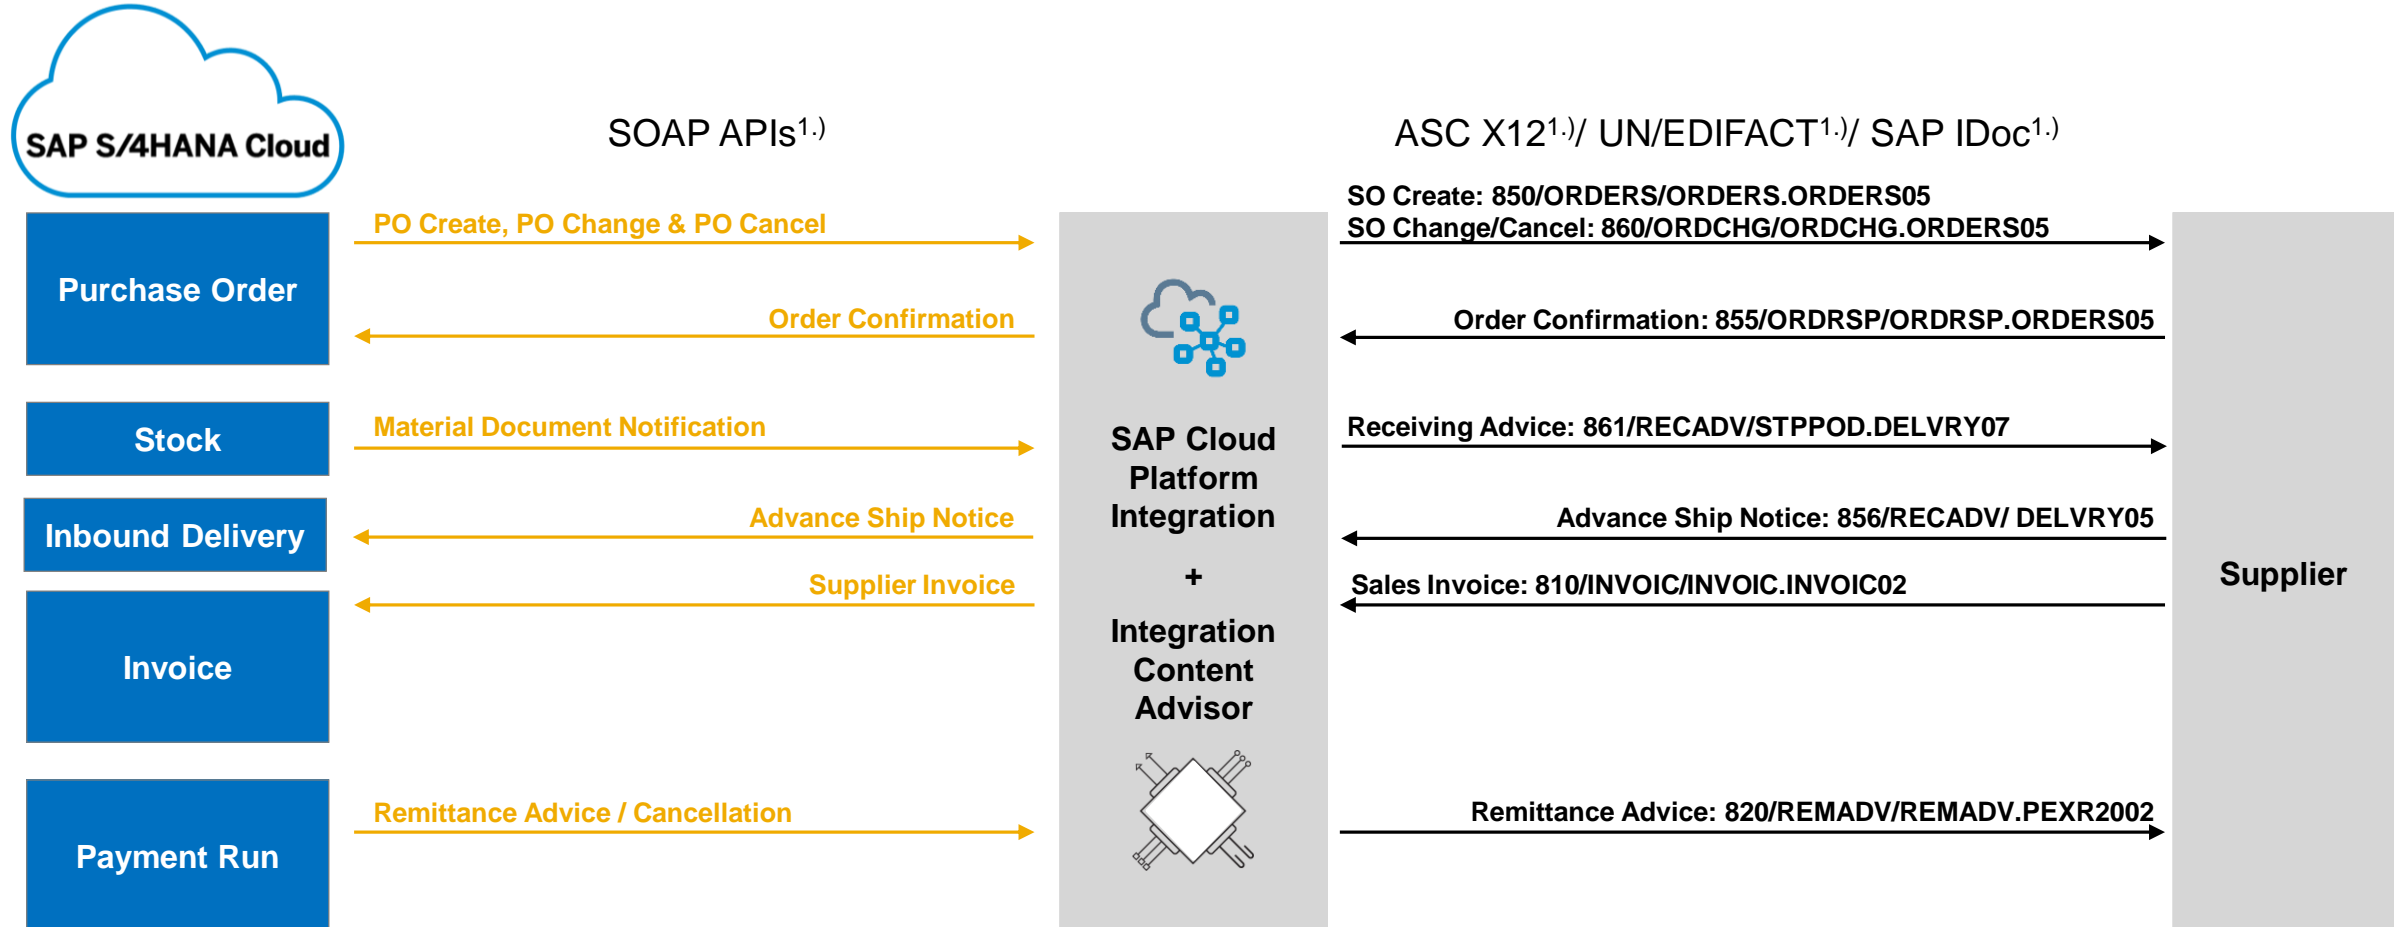 SAP S/4HANA Cloud
SOAP APIs1.)
ASC X121.)/ UN/EDIFACT1.)/ SAP IDoc1.)
SO Create: 850/ORDERS/ORDERS.ORDERS05
PO Create, PO Change & PO Cancel
SO Change/Cancel: 860/ORDCHG/ORDCHG.ORDERS05
Purchase Order
Order Confirmation
Order Confirmation: 855/ORDRSP/ORDRSP.ORDERS05
Stock
Material Document Notification
Receiving Advice: 861/RECADV/STPPOD.DELVRY07
SAP Cloud
Platform
Integration
+
Integration
Content
Advisor
Inbound Delivery
Advance Ship Notice
Advance Ship Notice: 856/RECADV/ DELVRY05
Supplier Invoice
Sales Invoice: 810/INVOIC/INVOIC.INVOIC02
Supplier
Invoice
Remittance Advice / Cancellation
Remittance Advice: 820/REMADV/REMADV.PEXR2002
Payment Run